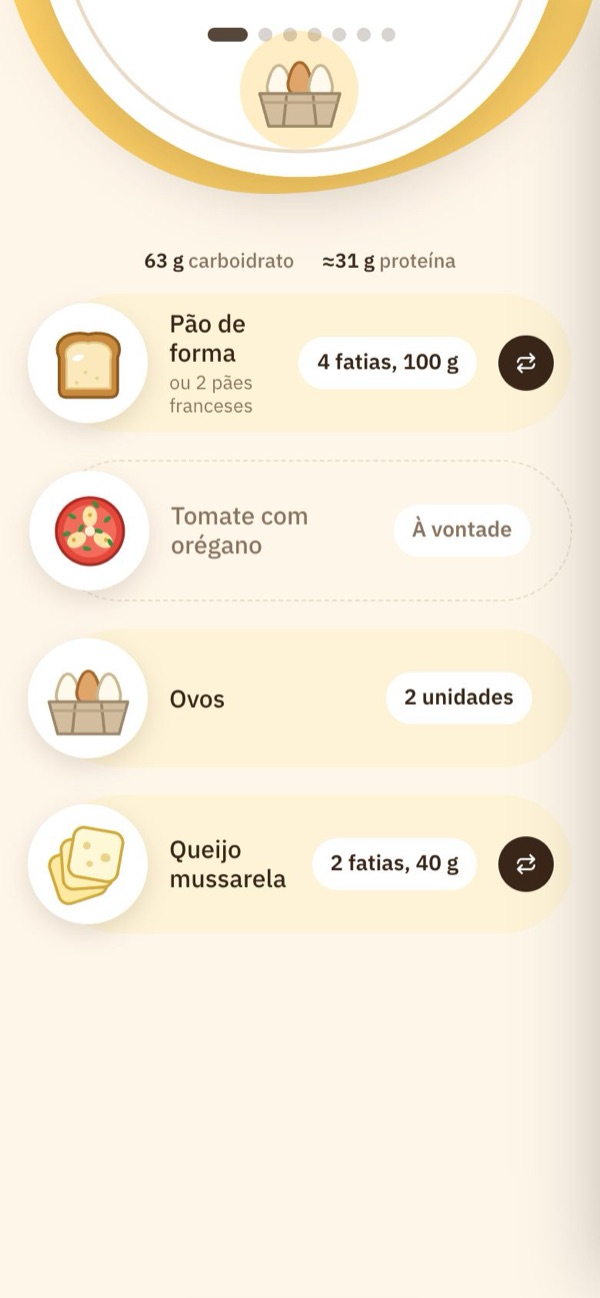 63 g carboidrato ≈31 g proteína
Pão de
forma
ou 2 pães
franceses
4 fatias, 100 g
Tomate com
orégano
À vontade
Ovos
2 unidades
Queijo
mussarela
2 fatias, 40 g